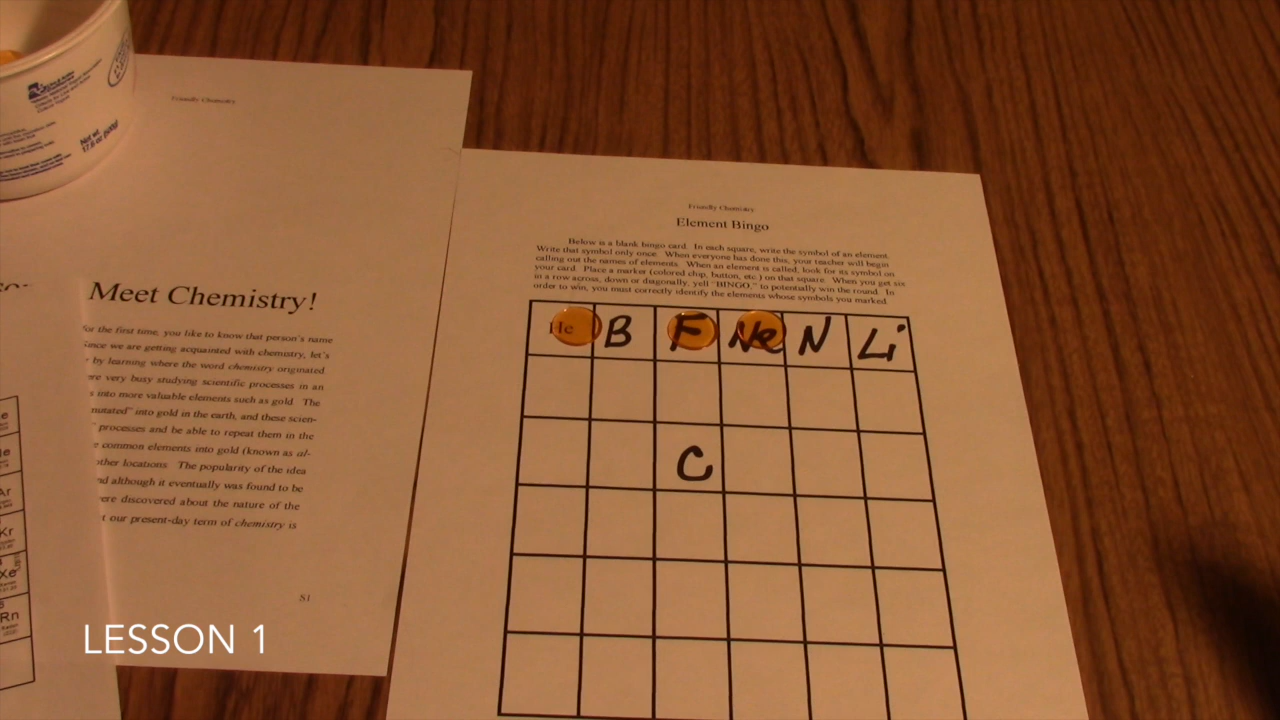 Net wt
17.6 oz (500g)
Friendly Chemistry
Meet Chemistry!
for the first time, you like to know that person's name
since we are getting acquainted with chemistry, let's
by learning where the word chemistry originated
very busy studying scientific processes in an
into more valuable elements such as gold. The
mutated" into gold in the earth, and these scien-
" processes and be able to repeat them in the
common elements into gold (known as al-
other locations The popularity of the idea
nd although it eventually was found to be
ere discovered about the nature of the
t our present-day term of chemistry is
S1
Ar
Kr
Xe
Rn
Friendly Chemistry
Element Bingo
Below is a blank bingo card. In each square, write the symbol of an element.
Write that symbol only once. When everyone has done this, your teacher will begin
calling out the names of elements. When an element is called, look for its symbol on
your card. Place a marker (colored chip, button, etc.) on that square. When you get six
in a row across, down or diagonally, yell "BINGO," to potentially win the round. In
order to win, you must correctly identify the elements whose symbols you marked.
He B F Ne N Li
C
LESSON 1